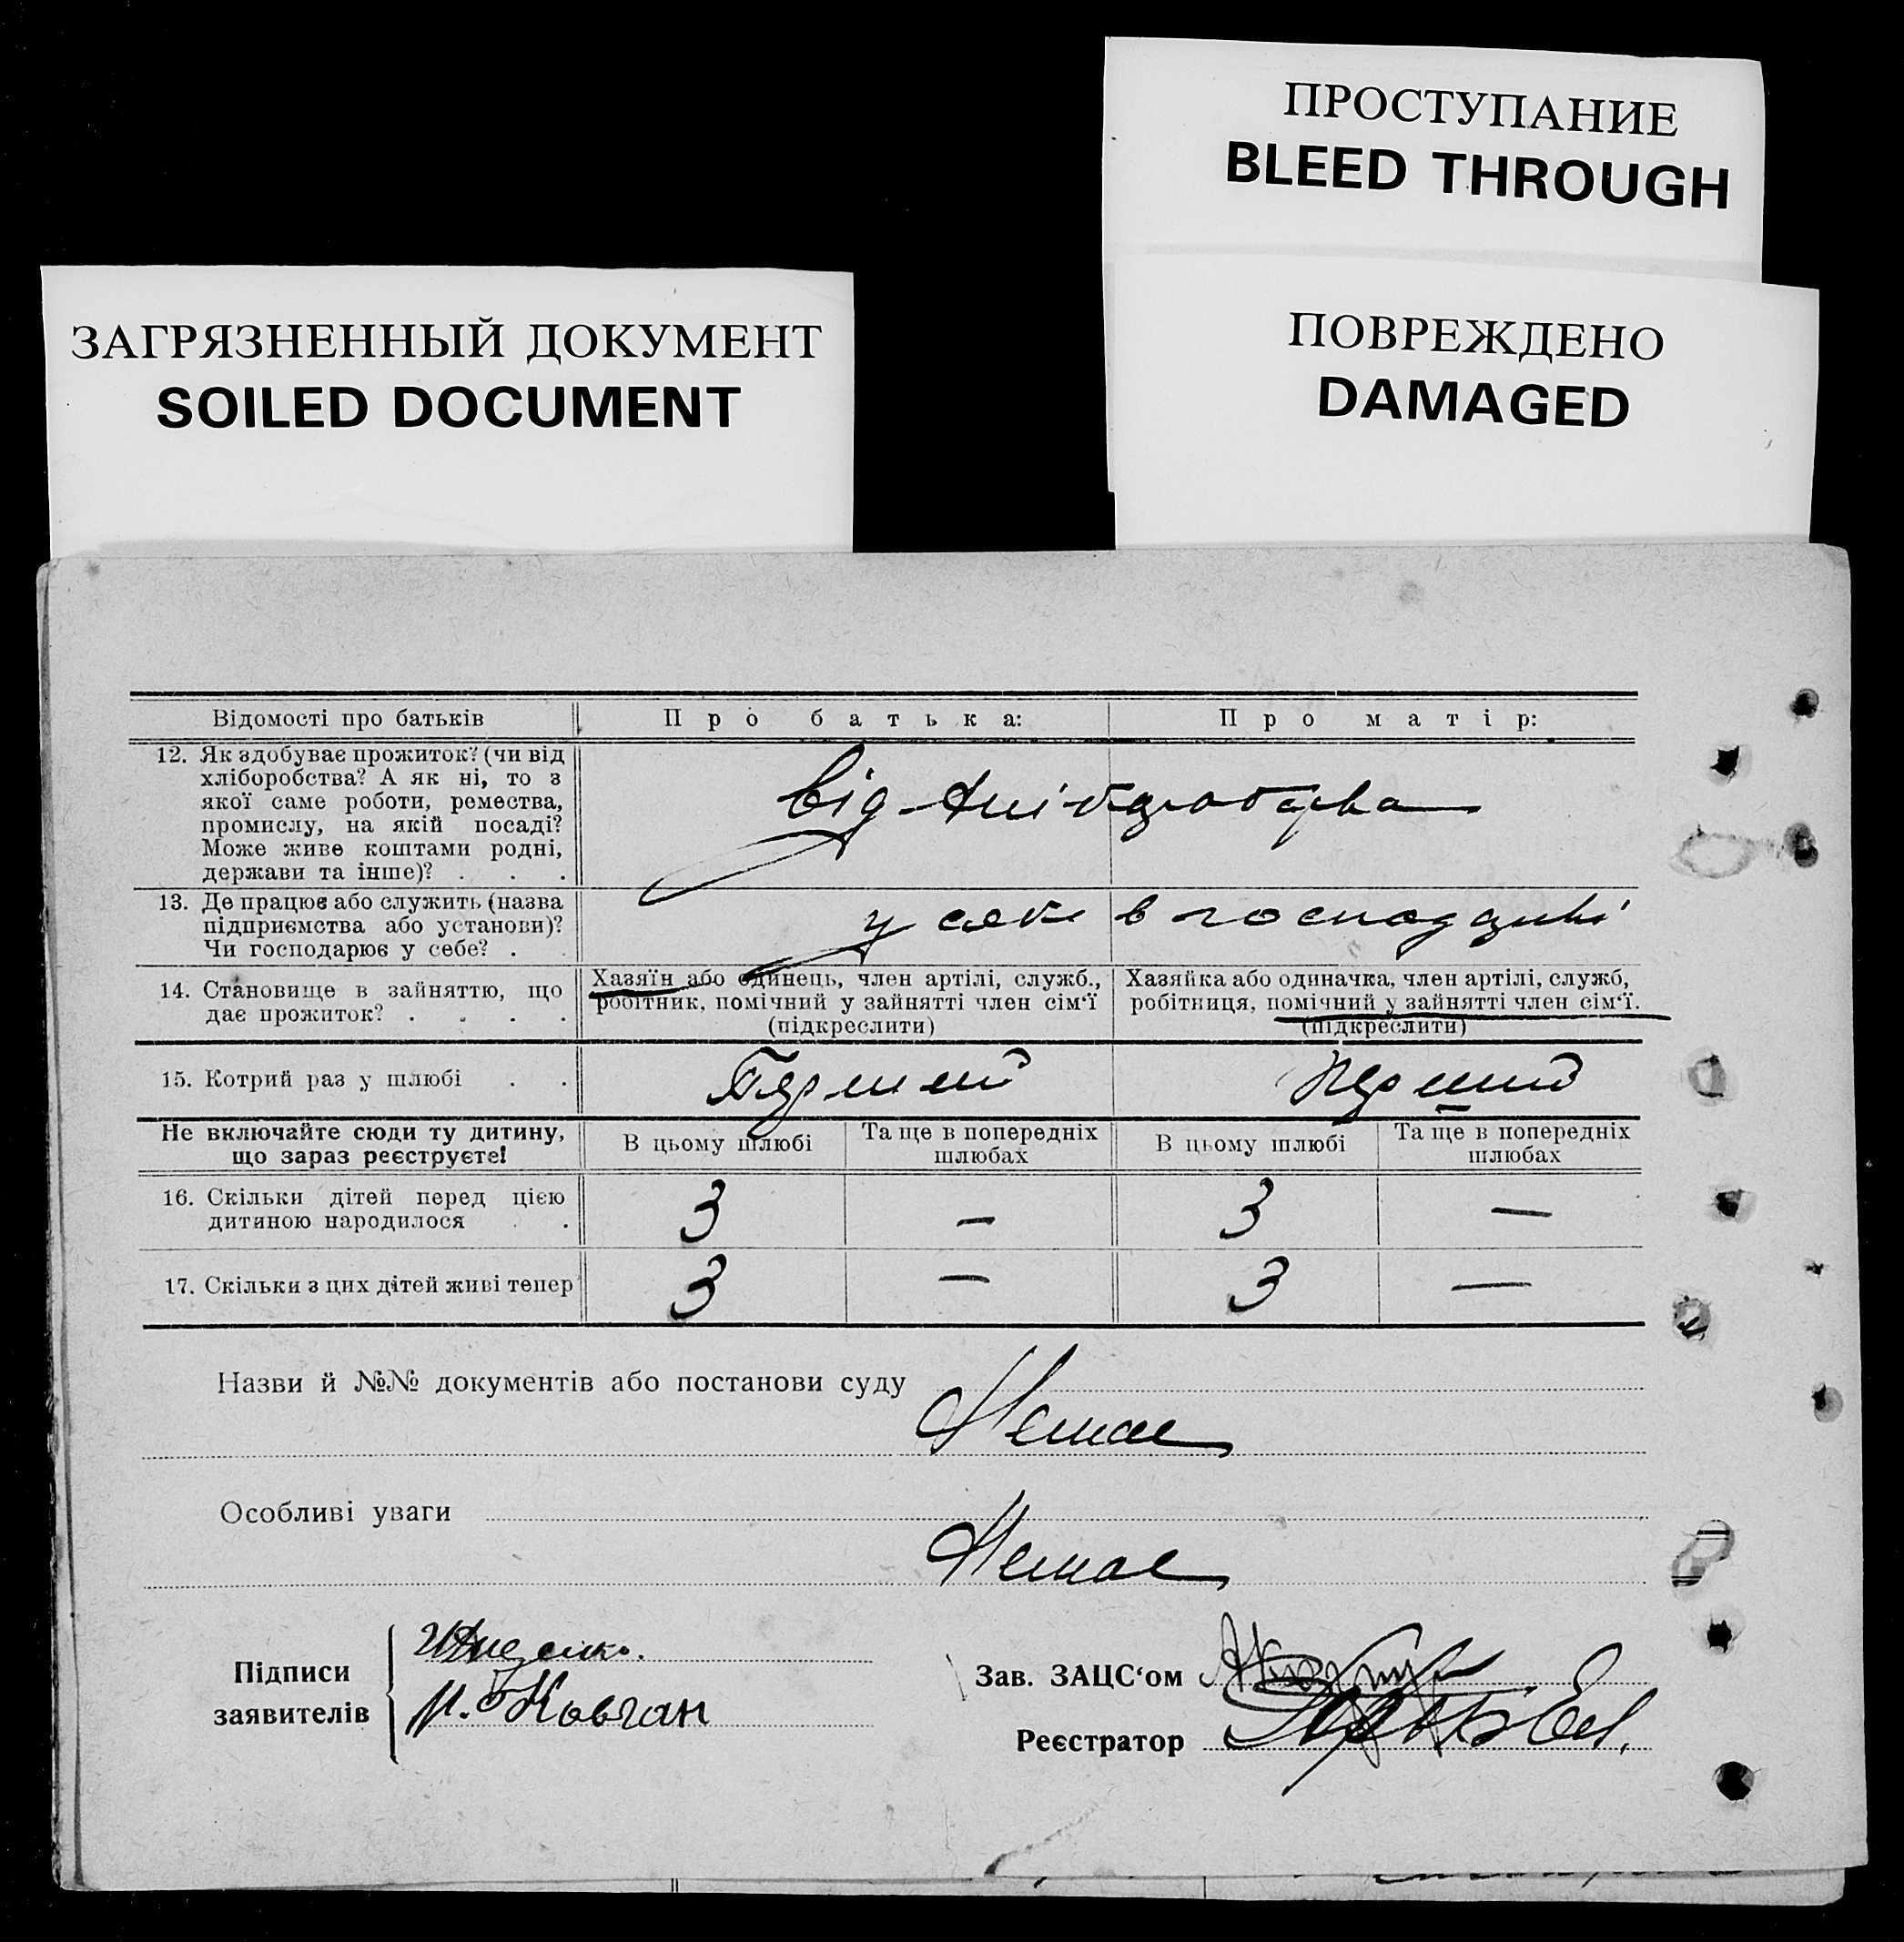 ПРОСТУПАНИЕ
BLEED THROUGH
ЗАГРЯЗНЕННЫЙ ДОКУМЕНТ
SOILED DOCUMENT
ПОВРЕЖДЕНО
DAMAGED
Відомості про батьків
Про батька:
Про матір:
12. Як здобуває прожиток? (чи від
хліборобства? А як ні, то з
якої саме роботи, ремества,
промислу, на якій посаді?
Може живе коштами родні,
держави та інше)? . . .
від хліборобства
13. Де працює або служить (назва
підприємства або установи)?
Чи господарює у себе? . .
у себе в господарстві
14. Становище в зайняттю, що
дає прожиток? . . . .
Хазяїн або одинець, член артілі, служб.,
робітник, помічний у зайнятті член сім'ї
(підкреслити)
Хазяйка або одиначка, член артілі, служб,
робітниця, помічний у зайнятті член сім'ї.
(підкреслити)
15. Котрий раз у шлюбі . .
Перший
Перший
Не включайте сюди ту дитину,
що зараз реєструєте!
В цьому шлюбі
Та ще в попередніх
шлюбах
В цьому шлюбі
Та ще в попередніх
шлюбах
16. Скільки дітей перед цією
дитиною народилося . .
3
—
3
—
17. Скільки з цих дітей живі тепер
3
—
3
—
Назви й №№ документів або постанови суду
Немає
Особливі уваги
Немає
Підписи
заявителів
М. Ковган
Зав. ЗАЦС'ом
Реєстратор